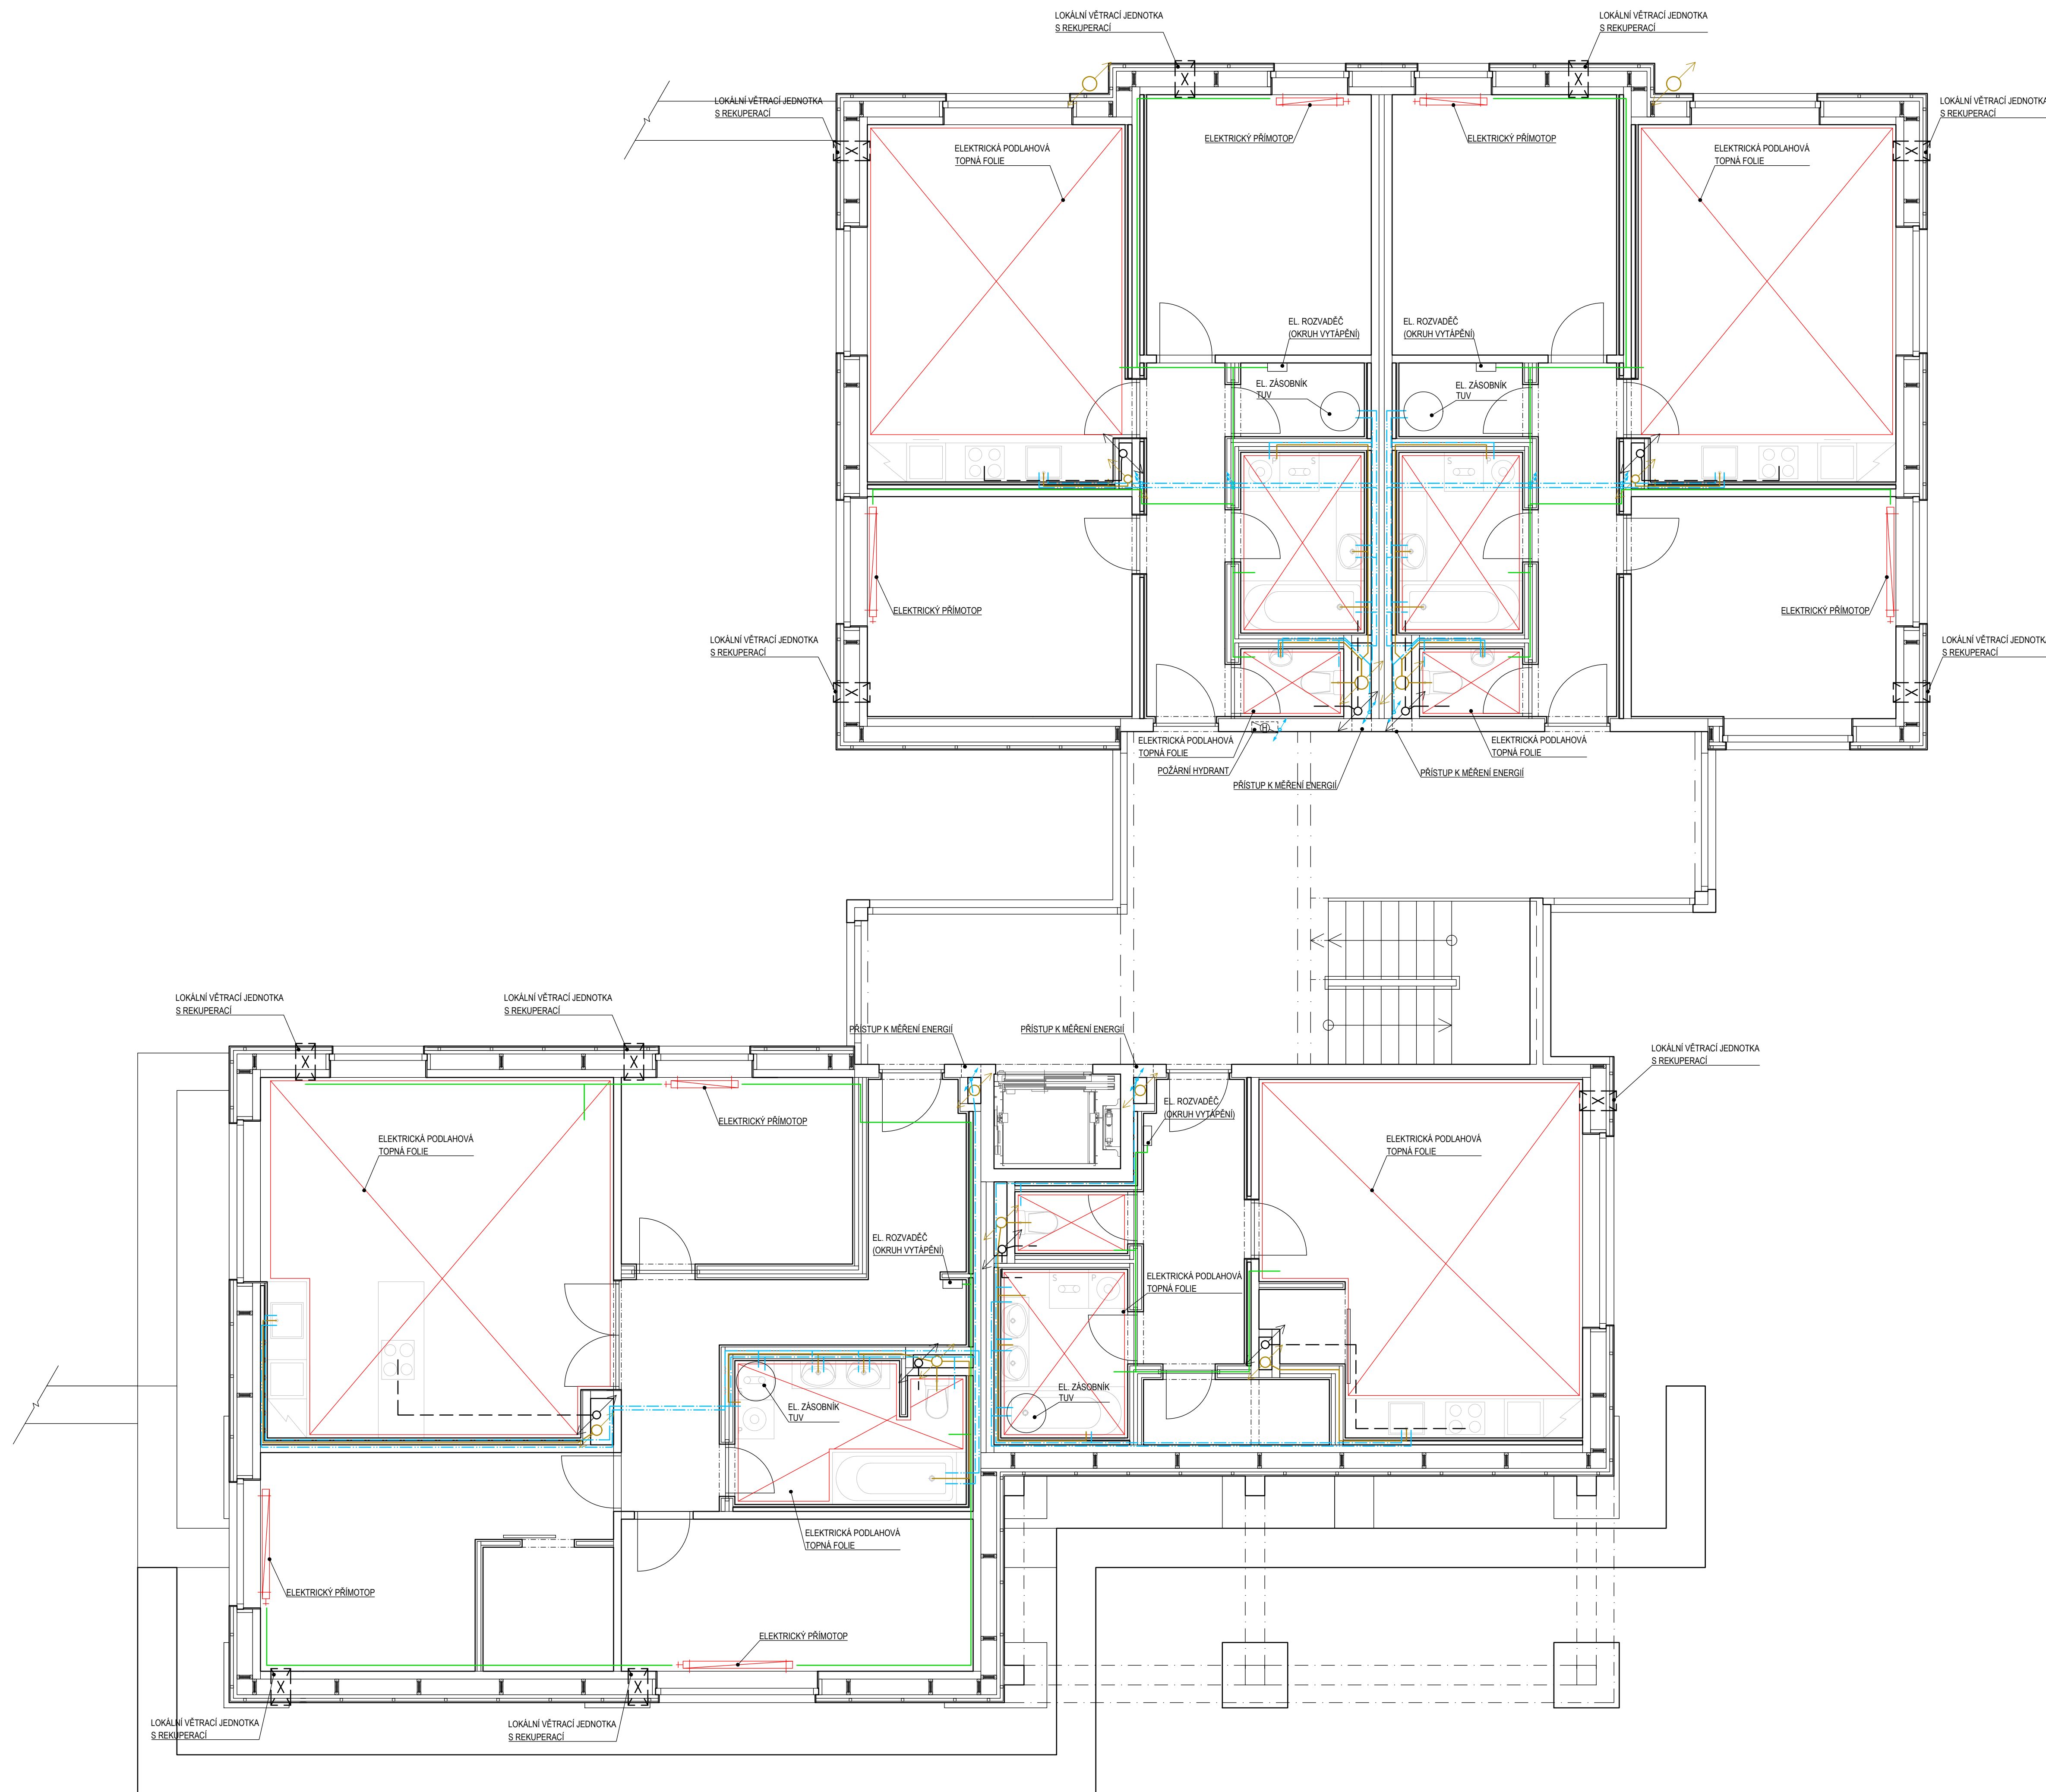 LOKÁLNÍ VĚTRACÍ JEDNOTKA
S REKUPERACÍ
LOKÁLNÍ VĚTRACÍ JEDNOTKA
S REKUPERACÍ
LOKÁLNÍ VĚTRACÍ JEDNOTKA
S REKUPERACÍ
LOKÁLNÍ VĚTRACÍ JEDNOTKA
S REKUPERACÍ
ELEKTRICKÝ PŘÍMOTOP
ELEKTRICKÝ PŘÍMOTOP
ELEKTRICKÁ PODLAHOVÁ
TOPNÁ FOLIE
ELEKTRICKÁ PODLAHOVÁ
TOPNÁ FOLIE
EL. ROZVADĚČ
(OKRUH VYTÁPĚNÍ)
EL. ROZVADĚČ
(OKRUH VYTÁPĚNÍ)
EL. ZÁSOBNÍK
TUV
EL. ZÁSOBNÍK
TUV
S
P
S
P
ELEKTRICKÝ PŘÍMOTOP
ELEKTRICKÝ PŘÍMOTOP
LOKÁLNÍ VĚTRACÍ JEDNOTKA
S REKUPERACÍ
LOKÁLNÍ VĚTRACÍ JEDNOTKA
S REKUPERACÍ
H
ELEKTRICKÁ PODLAHOVÁ
TOPNÁ FOLIE
ELEKTRICKÁ PODLAHOVÁ
TOPNÁ FOLIE
POŽÁRNÍ HYDRANT
PŘÍSTUP K MĚŘENÍ ENERGIÍ
PŘÍSTUP K MĚŘENÍ ENERGIÍ
LOKÁLNÍ VĚTRACÍ JEDNOTKA
S REKUPERACÍ
LOKÁLNÍ VĚTRACÍ JEDNOTKA
S REKUPERACÍ
PŘÍSTUP K MĚŘENÍ ENERGIÍ
PŘÍSTUP K MĚŘENÍ ENERGIÍ
LOKÁLNÍ VĚTRACÍ JEDNOTKA
S REKUPERACÍ
EL. ROZVADĚČ
(OKRUH VYTÁPĚNÍ)
ELEKTRICKÝ PŘÍMOTOP
ELEKTRICKÁ PODLAHOVÁ
TOPNÁ FOLIE
ELEKTRICKÁ PODLAHOVÁ
TOPNÁ FOLIE
EL. ROZVADĚČ
(OKRUH VYTÁPĚNÍ)
S
P
ELEKTRICKÁ PODLAHOVÁ
TOPNÁ FOLIE
EL. ZÁSOBNÍK
TUV
EL. ZÁSOBNÍK
TUV
ELEKTRICKÁ PODLAHOVÁ
TOPNÁ FOLIE
ELEKTRICKÝ PŘÍMOTOP
ELEKTRICKÝ PŘÍMOTOP
LOKÁLNÍ VĚTRACÍ JEDNOTKA
S REKUPERACÍ
LOKÁLNÍ VĚTRACÍ JEDNOTKA
S REKUPERACÍ